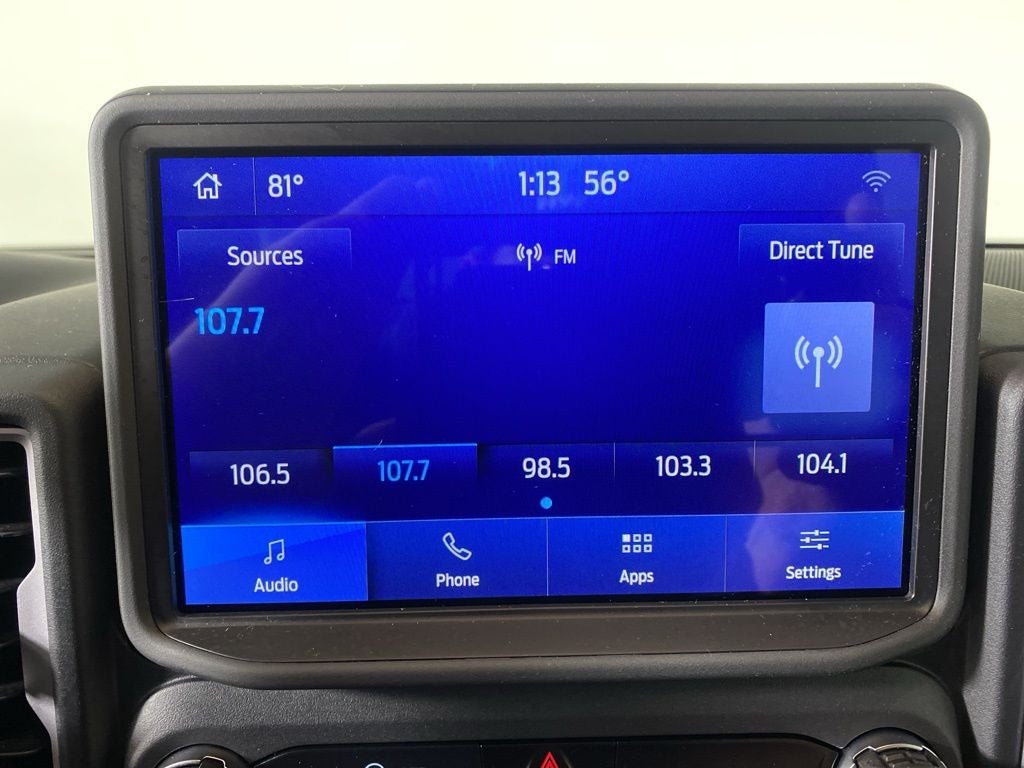 81° 1:13 56°
Sources FM Direct Tune
107.7
106.5 107.7 98.5 103.3 104.1
Audio Phone Apps Settings